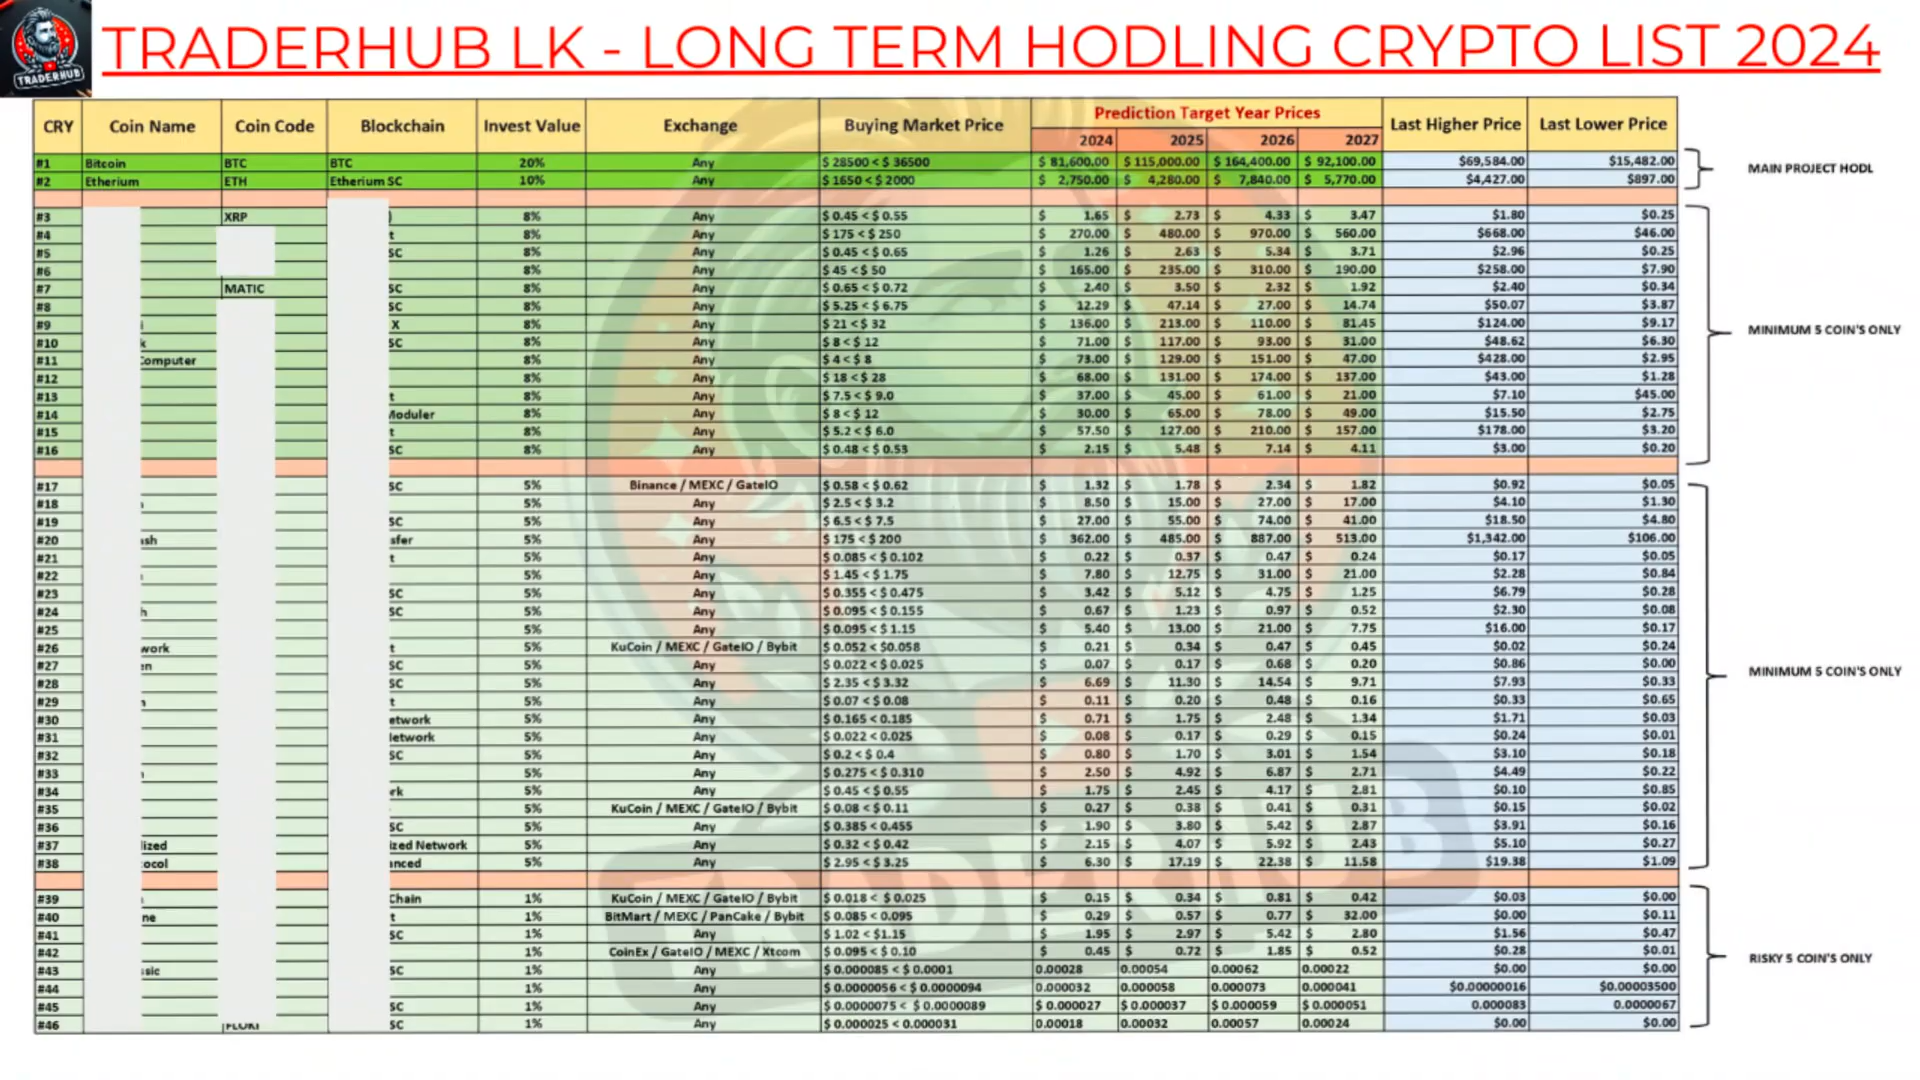 TRADERHUB
TRADERHUB LK - LONG TERM HODLING CRYPTO LIST 2024
CRY Coin Name Coin Code Blockchain Invest Value Exchange Buying Market Price Prediction Target Year Prices Last Higher Price Last Lower Price
2024 2025 2026 2027
#1 Bitcoin BTC BTC 20% Any $ 28500 < $ 36500 $ 81,600.00 $ 115,000.00 $ 164,400.00 $ 92,100.00 $69,584.00 $15,482.00
#2 Etherium ETH Etherium SC 10% Any $ 1650 < $ 2000 $ 2,750.00 $ 4,280.00 $ 7,840.00 $ 5,770.00 $4,427.00 $897.00
MAIN PROJECT HODL
#3 XRP ) 8% Any $ 0.45 < $ 0.55 $ 1.65 $ 2.73 $ 4.33 $ 3.47 $1.80 $0.25
#4 t 8% Any $ 175 < $ 250 $ 270.00 $ 480.00 $ 970.00 $ 560.00 $668.00 $46.00
#5 SC 8% Any $ 0.45 < $ 0.65 $ 1.26 $ 2.63 $ 5.34 $ 3.71 $2.96 $0.25
#6 8% Any $ 45 < $ 50 $ 165.00 $ 235.00 $ 310.00 $ 190.00 $258.00 $7.90
#7 MATIC SC 8% Any $ 0.65 < $ 0.72 $ 2.40 $ 3.50 $ 2.32 $ 1.92 $2.40 $0.34
#8 SC 8% Any $ 5.25 < $ 6.75 $ 12.29 $ 47.14 $ 27.00 $ 14.74 $50.07 $3.87
#9 i X 8% Any $ 21 < $ 32 $ 136.00 $ 213.00 $ 110.00 $ 81.45 $124.00 $9.17
MINIMUM 5 COIN'S ONLY
#10 k SC 8% Any $ 8 < $ 12 $ 71.00 $ 117.00 $ 93.00 $ 31.00 $48.62 $6.30
#11 Computer 8% Any $ 4 < $ 8 $ 73.00 $ 129.00 $ 151.00 $ 47.00 $428.00 $2.95
#12 8% Any $ 18 < $ 28 $ 68.00 $ 131.00 $ 174.00 $ 137.00 $43.00 $1.28
#13 t 8% Any $ 7.5 < $ 9.0 $ 37.00 $ 45.00 $ 61.00 $ 21.00 $7.10 $45.00
#14 Moduler 8% Any $ 8 < $ 12 $ 30.00 $ 65.00 $ 78.00 $ 49.00 $15.50 $2.75
#15 t 8% Any $ 5.2 < $ 6.0 $ 57.50 $ 127.00 $ 210.00 $ 157.00 $178.00 $3.20
#16 SC 8% Any $ 0.48 < $ 0.53 $ 2.15 $ 5.48 $ 7.14 $ 4.11 $3.00 $0.20
#17 SC 5% Binance / MEXC / GateIO $ 0.58 < $ 0.62 $ 1.32 $ 1.78 $ 2.34 $ 1.82 $0.92 $0.05
#18 5% Any $ 2.5 < $ 3.2 $ 8.50 $ 15.00 $ 27.00 $ 17.00 $4.10 $1.30
#19 SC 5% Any $ 6.5 < $ 7.5 $ 27.00 $ 55.00 $ 74.00 $ 41.00 $18.50 $4.80
#20 ash sfer 5% Any $ 175 < $ 200 $ 362.00 $ 485.00 $ 887.00 $ 513.00 $1,342.00 $106.00
#21 t 5% Any $ 0.085 < $ 0.102 $ 0.22 $ 0.37 $ 0.47 $ 0.24 $0.17 $0.05
#22 5% Any $ 1.45 < $ 1.75 $ 7.80 $ 12.75 $ 31.00 $ 21.00 $2.28 $0.84
#23 SC 5% Any $ 0.355 < $ 0.475 $ 3.42 $ 5.12 $ 4.75 $ 1.25 $6.79 $0.28
#24 h SC 5% Any $ 0.095 < $ 0.155 $ 0.67 $ 1.23 $ 0.97 $ 0.52 $2.30 $0.08
#25 5% Any $ 0.095 < $ 1.15 $ 5.40 $ 13.00 $ 21.00 $ 7.75 $16.00 $0.17
#26 work t 5% KuCoin / MEXC / GateIO / Bybit $ 0.052 < $0.058 $ 0.21 $ 0.34 $ 0.47 $ 0.45 $0.02 $0.24
#27 en SC 5% Any $ 0.022 < $ 0.025 $ 0.07 $ 0.17 $ 0.68 $ 0.20 $0.86 $0.00
MINIMUM 5 COIN'S ONLY
#28 SC 5% Any $ 2.35 < $ 3.32 $ 6.69 $ 11.30 $ 14.54 $ 9.71 $7.93 $0.33
#29 t 5% Any $ 0.07 < $ 0.08 $ 0.11 $ 0.20 $ 0.48 $ 0.16 $0.33 $0.65
#30 etwork 5% Any $ 0.165 < 0.185 $ 0.71 $ 1.75 $ 2.48 $ 1.34 $1.71 $0.03
#31 Network 5% Any $ 0.022 < 0.025 $ 0.08 $ 0.17 $ 0.29 $ 0.15 $0.24 $0.01
#32 SC 5% Any $ 0.2 < $ 0.4 $ 0.80 $ 1.70 $ 3.01 $ 1.54 $3.10 $0.18
#33 5% Any $ 0.275 < $ 0.310 $ 2.50 $ 4.92 $ 6.87 $ 2.71 $4.49 $0.22
#34 rk 5% Any $ 0.45 < $ 0.55 $ 1.75 $ 2.45 $ 4.17 $ 2.81 $0.10 $0.85
#35 5% KuCoin / MEXC / GateIO / Bybit $ 0.08 < $ 0.11 $ 0.27 $ 0.38 $ 0.41 $ 0.31 $0.15 $0.02
#36 SC 5% Any $ 0.385 < 0.455 $ 1.90 $ 3.80 $ 5.42 $ 2.87 $3.91 $0.16
#37 lized ized Network 5% Any $ 0.32 < $ 0.42 $ 2.15 $ 4.07 $ 5.92 $ 2.43 $5.10 $0.27
#38 ocol anced 5% Any $ 2.95 < $ 3.25 $ 6.30 $ 17.19 $ 22.38 $ 11.58 $19.38 $1.09
#39 Chain 1% KuCoin / MEXC / GateIO / Bybit $ 0.018 < $ 0.025 $ 0.15 $ 0.34 $ 0.81 $ 0.42 $0.03 $0.00
#40 ne t 1% BitMart / MEXC / PanCake / Bybit $ 0.085 < 0.095 $ 0.29 $ 0.57 $ 0.77 $ 32.00 $0.00 $0.11
#41 SC 1% Any $ 1.02 < $1.15 $ 1.95 $ 2.97 $ 5.42 $ 2.80 $1.56 $0.47
#42 1% CoinEx / GateIO / MEXC / Xtcom $ 0.095 < $ 0.10 $ 0.45 $ 0.72 $ 1.85 $ 0.52 $0.28 $0.01
RISKY 5 COIN'S ONLY
#43 ssic SC 1% Any $ 0.000085 < $ 0.0001 0.00028 0.00054 0.00062 0.00022 $0.00 $0.00
#44 1% Any $ 0.0000056 < $ 0.0000094 0.000032 0.000058 0.000073 0.000041 $0.00000016 $0.00003500
#45 SC 1% Any $ 0.0000075 < $ 0.0000089 $ 0.000027 $ 0.000037 $ 0.000059 $ 0.000051 0.000083 0.0000067
#46 FLOKI SC 1% Any $ 0.000025 < 0.000031 0.00018 0.00032 0.00057 0.00024 $0.00 $0.00
TRADERHUB